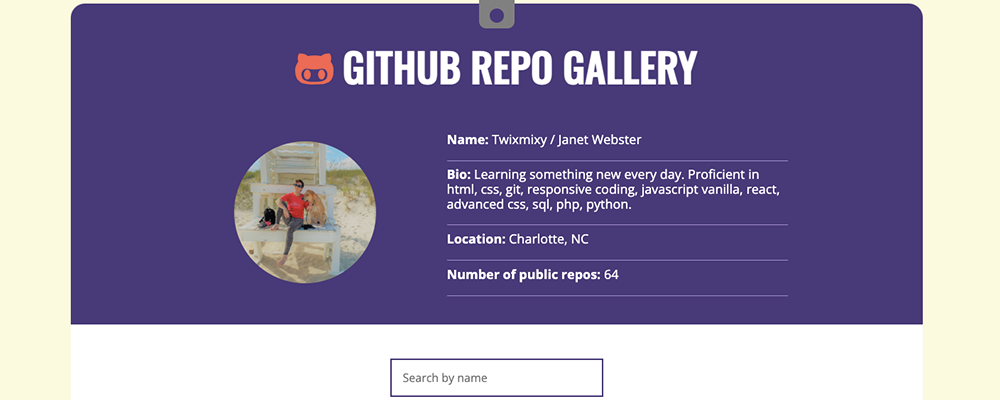 GITHUB REPO GALLERY
Name: Twixmixy / Janet Webster
Bio: Learning something new every day. Proficient in
html, css, git, responsive coding, javascript vanilla, react,
advanced css, sql, php, python.
Location: Charlotte, NC
Number of public repos: 64
Search by name